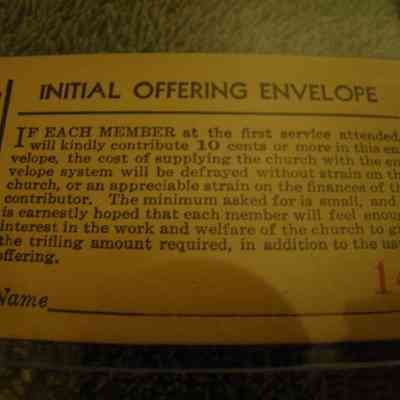 INITIAL OFFERING ENVELOPE
IF EACH MEMBER at the first service attended,
will kindly contribute 10 cents or more in this en
velope, the cost of supplying the church with the en
velope system will be defrayed without strain on th
church, or an appreciable strain on the finances of th
contributor. The minimum asked for is small, and
is earnestly hoped that each member will feel enoug
interest in the work and welfare of the church to g
the trifling amount required, in addition to the usu
offering.
Name